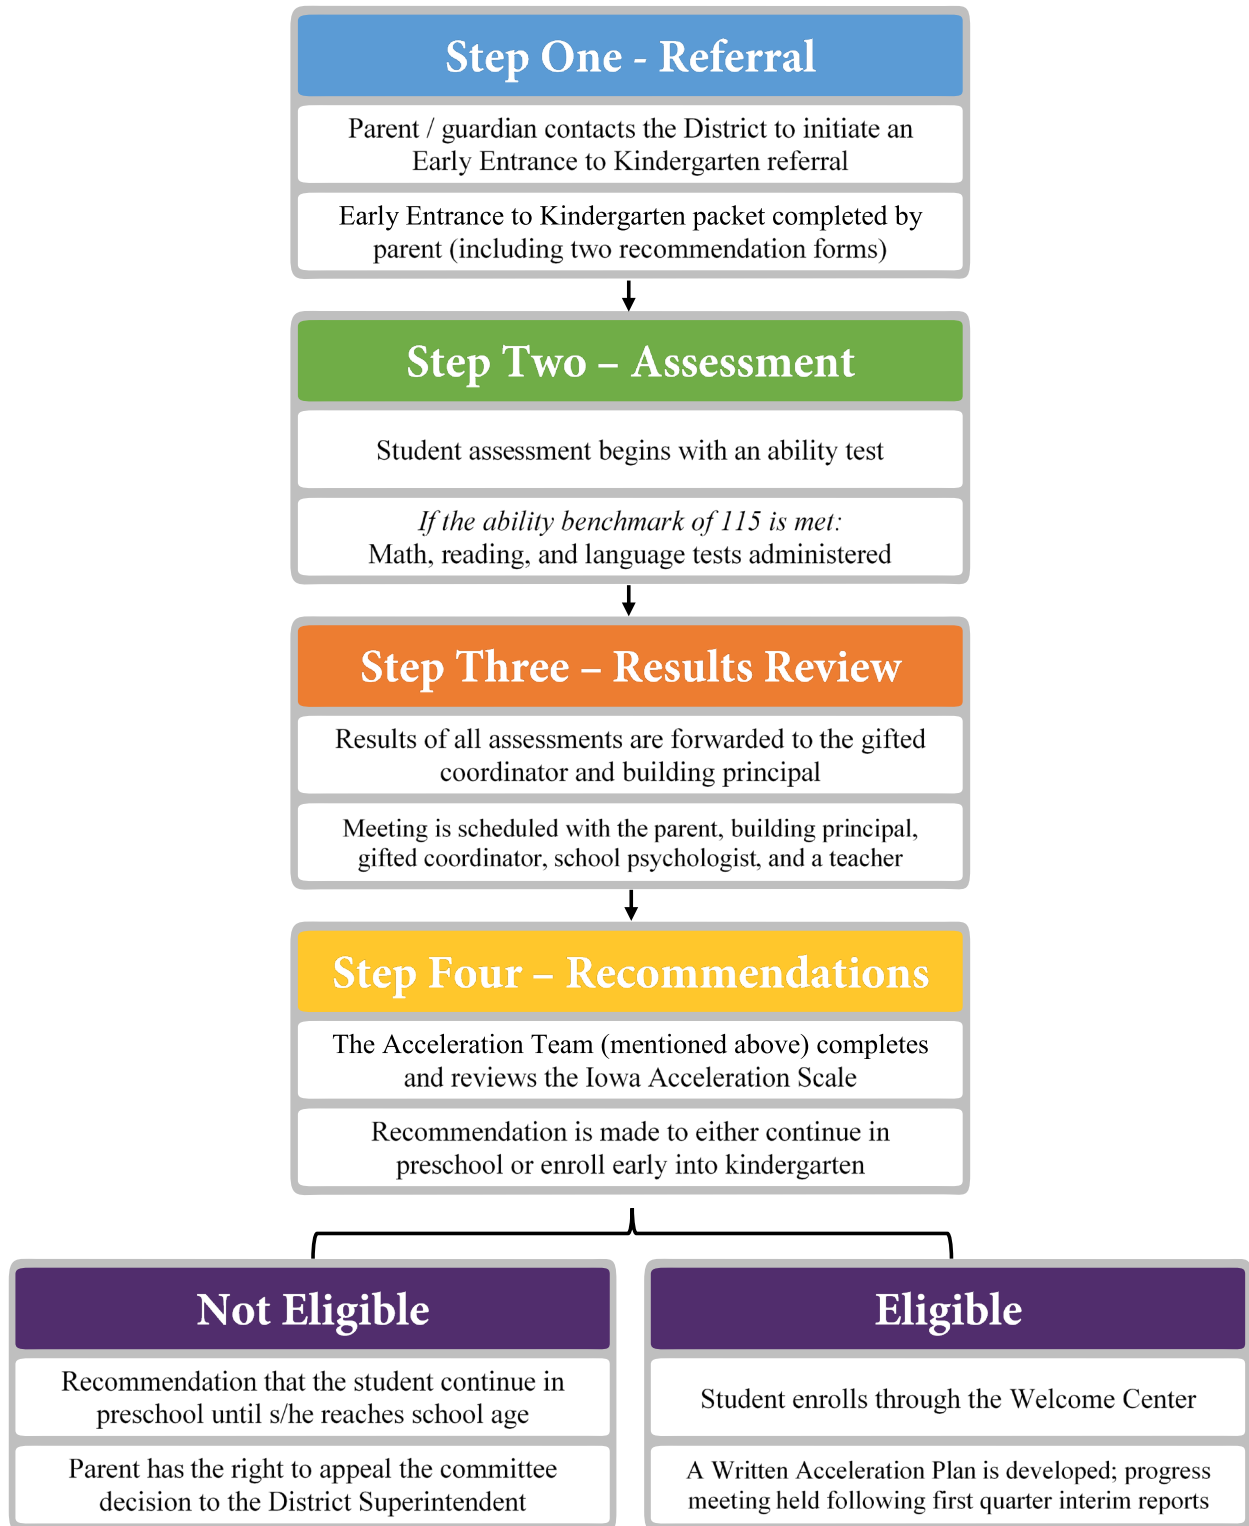 Step One - Referral
Parent / guardian contacts the District to initiate an
Early Entrance to Kindergarten referral
Early Entrance to Kindergarten packet completed by
parent (including two recommendation forms)
Step Two – Assessment
Student assessment begins with an ability test
If the ability benchmark of 115 is met:
Math, reading, and language tests administered
Step Three – Results Review
Results of all assessments are forwarded to the gifted
coordinator and building principal
Meeting is scheduled with the parent, building principal,
gifted coordinator, school psychologist, and a teacher
Step Four – Recommendations
The Acceleration Team (mentioned above) completes
and reviews the Iowa Acceleration Scale
Recommendation is made to either continue in
preschool or enroll early into kindergarten
Not Eligible
Recommendation that the student continue in
preschool until s/he reaches school age
Parent has the right to appeal the committee
decision to the District Superintendent
Eligible
Student enrolls through the Welcome Center
A Written Acceleration Plan is developed; progress
meeting held following first quarter interim reports